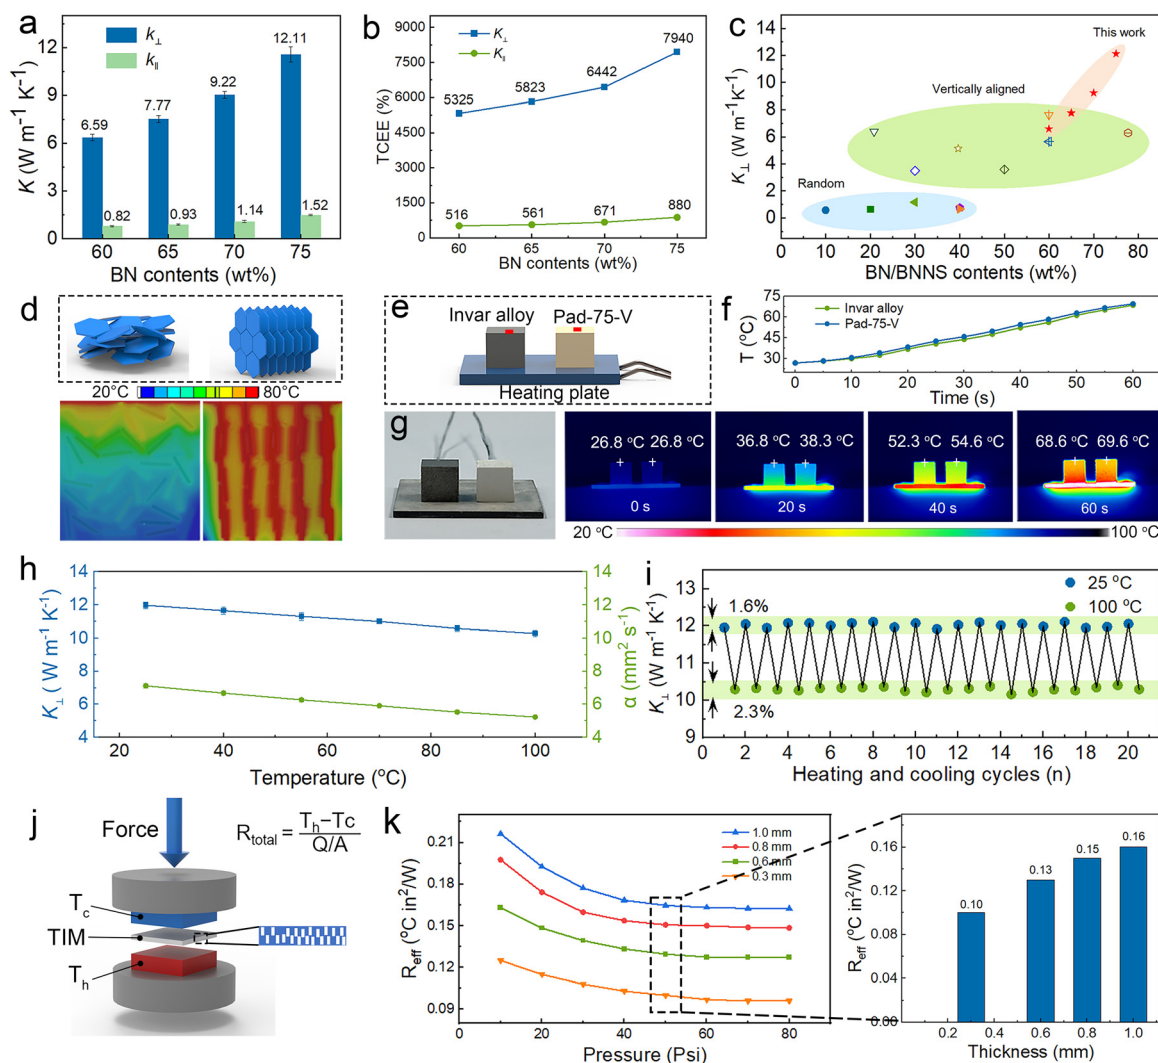 a
K (W m⁻¹ K⁻¹)
12
9
6
3
0
k⊥
k∥
6.59
7.77
9.22
12.11
0.82
0.93
1.14
1.52
60
65
70
75
BN contents (wt%)
b
TCEE (%)
9000
7500
6000
4500
3000
1500
0
K⊥
K∥
5325
5823
6442
7940
516
561
671
880
60
65
70
75
BN contents (wt%)
c
K⊥ (W m⁻¹K⁻¹)
14
12
10
8
6
4
2
0
This work
Vertically aligned
Random
0 10 20 30 40 50 60 70 80
BN/BNNS contents (wt%)
d
20°C
80°C
e
Invar alloy
Pad-75-V
Heating plate
f
T (°C)
75
60
45
30
Invar alloy
Pad-75-V
0 10 20 30 40 50 60
Time (s)
g
26.8 °C 26.8 °C
0 s
36.8 °C 38.3 °C
20 s
52.3 °C 54.6 °C
40 s
68.6 °C 69.6 °C
60 s
20 °C
100 °C
h
K⊥ ( W m⁻¹ K⁻¹)
14
12
10
8
6
4
α (mm² s⁻¹)
14
12
10
8
6
4
20 40 60 80 100
Temperature (°C)
i
K⊥ (W m⁻¹ K⁻¹)
13
12
11
10
9
1.6%
2.3%
25 °C
100 °C
0 2 4 6 8 10 12 14 16 18 20
Heating and cooling cycles (n)
j
Force
R_total = (T_h−Tc)/(Q/A)
T_c
TIM
T_h
k
R_eff (°C in²/W)
0.21
0.18
0.15
0.12
0.09
1.0 mm
0.8 mm
0.6 mm
0.3 mm
0 20 40 60 80
Pressure (Psi)
R_eff (°C in²/W)
0.20
0.16
0.12
0.08
0.04
0.00
0.10
0.13
0.15
0.16
0.2 0.4 0.6 0.8 1.0
Thickness (mm)